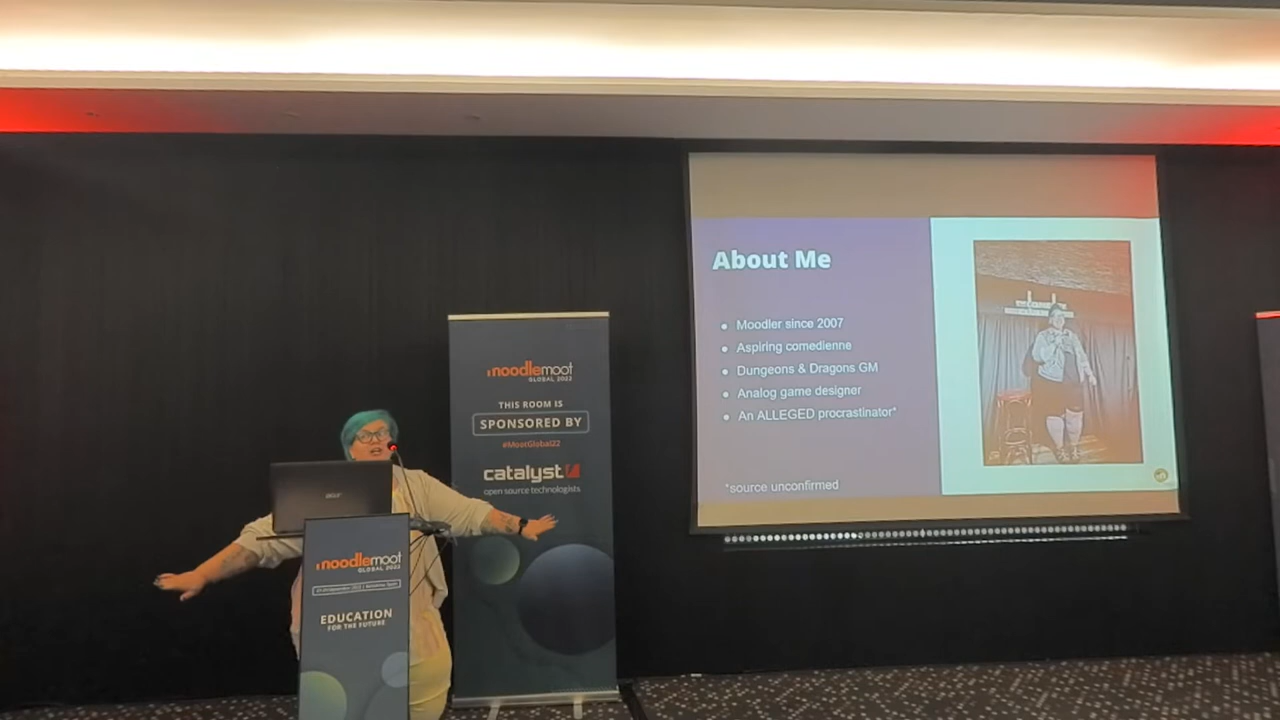 moodlemoot
GLOBAL 2022
THIS ROOM IS
SPONSORED BY
#MootGlobal22
catalyst
open source technologists
acer
moodlemoot
GLOBAL 2022
EDUCATION
FOR THE FUTURE
About Me
Moodler since 2007
Aspiring comedienne
Dungeons & Dragons GM
Analog game designer
An ALLEGED procrastinator*
*source unconfirmed